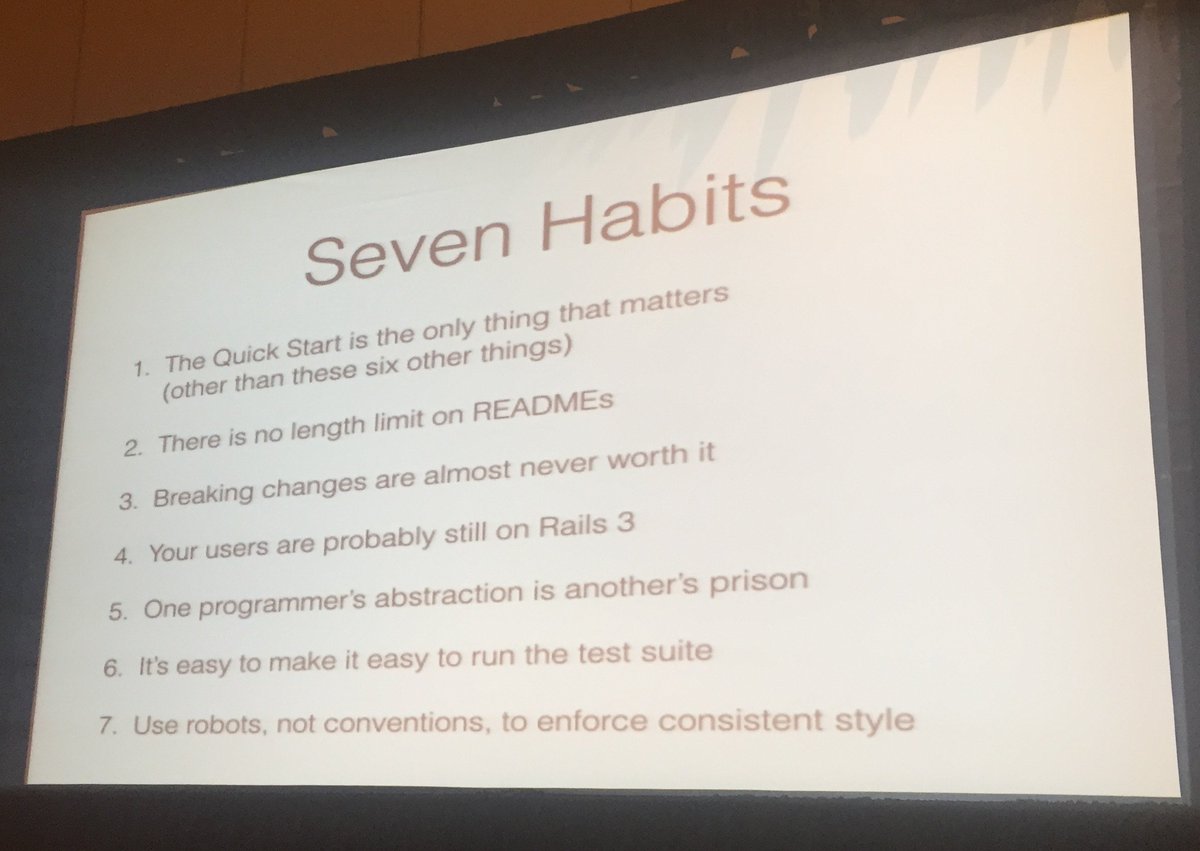 Seven Habits
1. The Quick Start is the only thing that matters
(other than these six other things)
2. There is no length limit on READMEs
3. Breaking changes are almost never worth it
4. Your users are probably still on Rails 3
5. One programmer’s abstraction is another’s prison
6. It’s easy to make it easy to run the test suite
7. Use robots, not conventions, to enforce consistent style